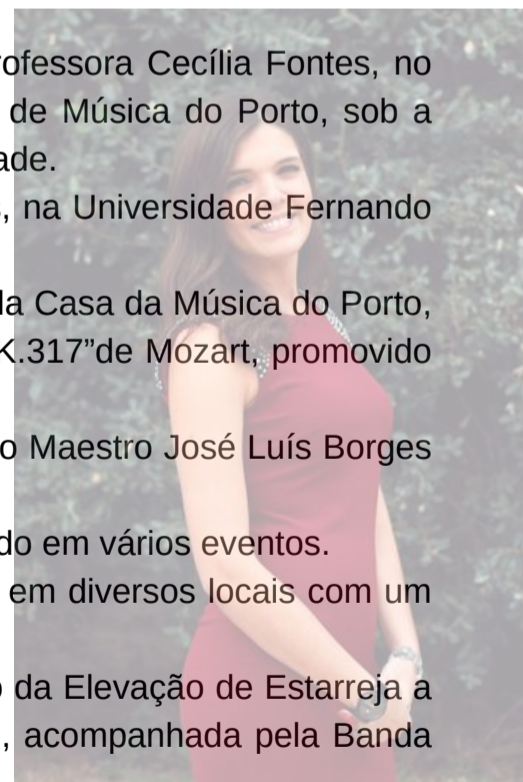 ofessora Cecília Fontes, no
de Música do Porto, sob a
ade.
, na Universidade Fernando
la Casa da Música do Porto,
K.317”de Mozart, promovido
o Maestro José Luís Borges
do em vários eventos.
em diversos locais com um
da Elevação de Estarreja a
, acompanhada pela Banda